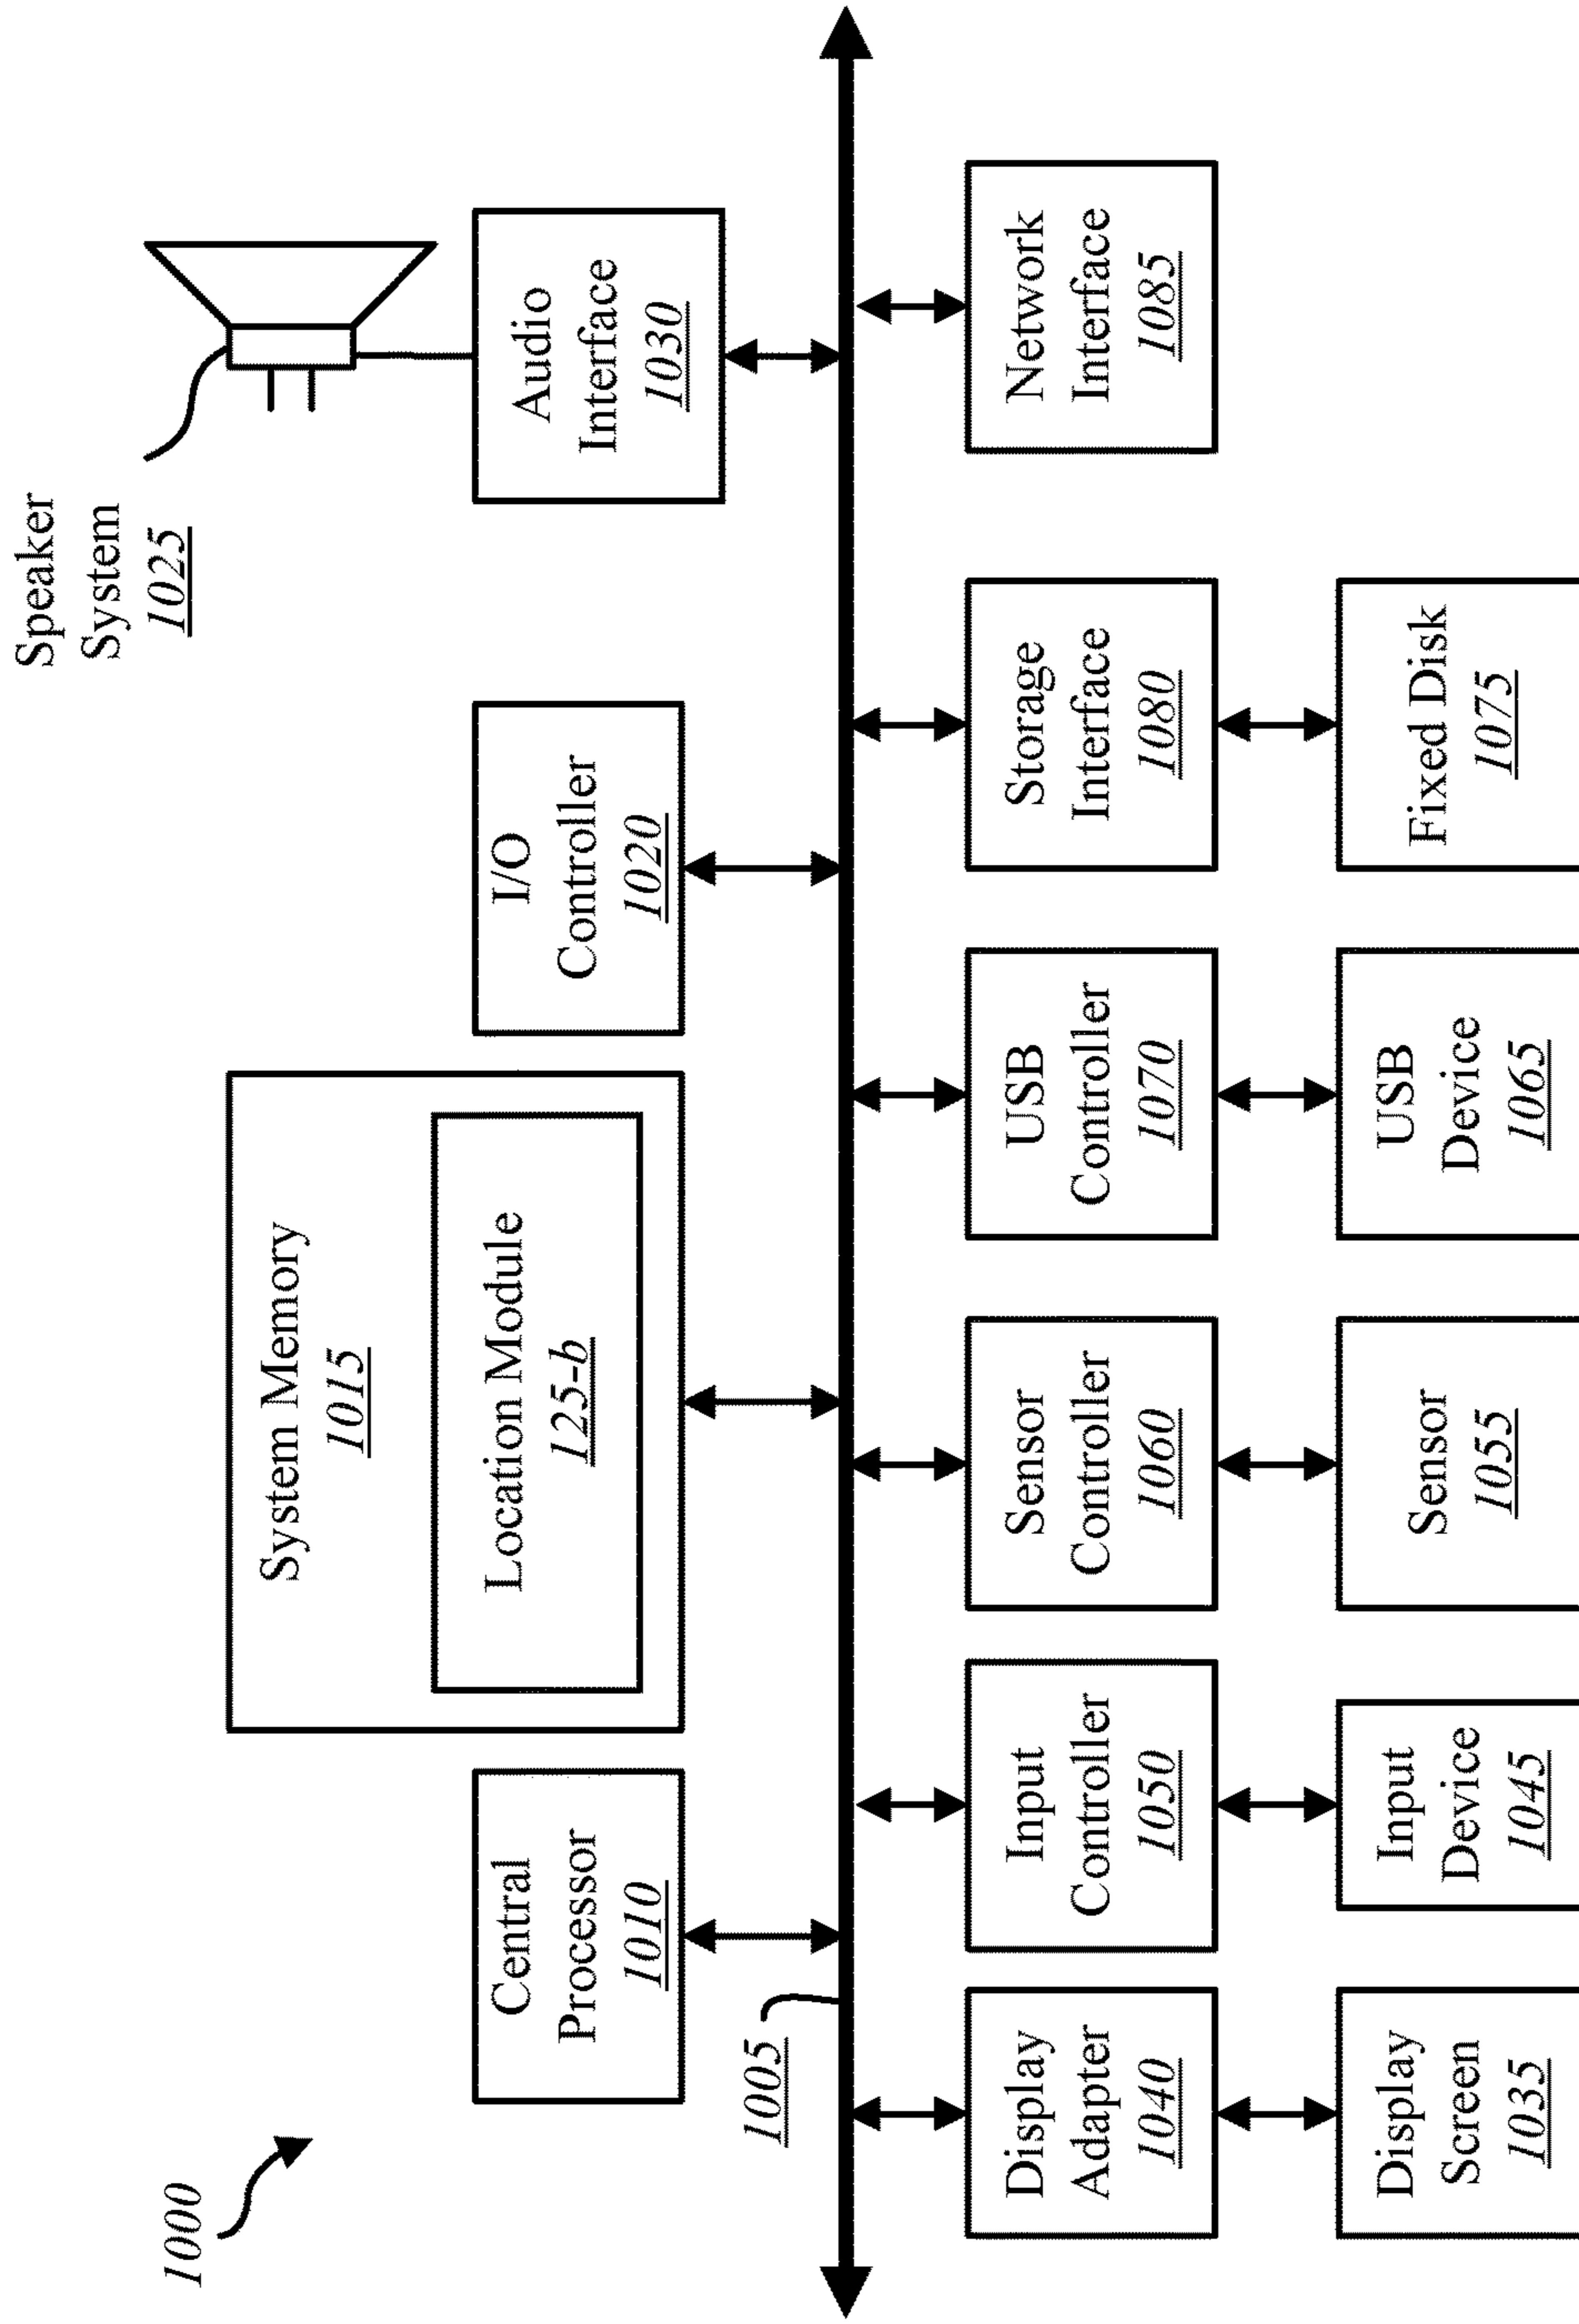 1000
Speaker
System
1025
Central
Processor
1010
System Memory
1015
Location Module
125-b
I/O
Controller
1020
Audio
Interface
1030
1005
Display
Adapter
1040
Input
Controller
1050
Sensor
Controller
1060
USB
Controller
1070
Storage
Interface
1080
Network
Interface
1085
Display
Screen
1035
Input
Device
1045
Sensor
1055
USB
Device
1065
Fixed Disk
1075